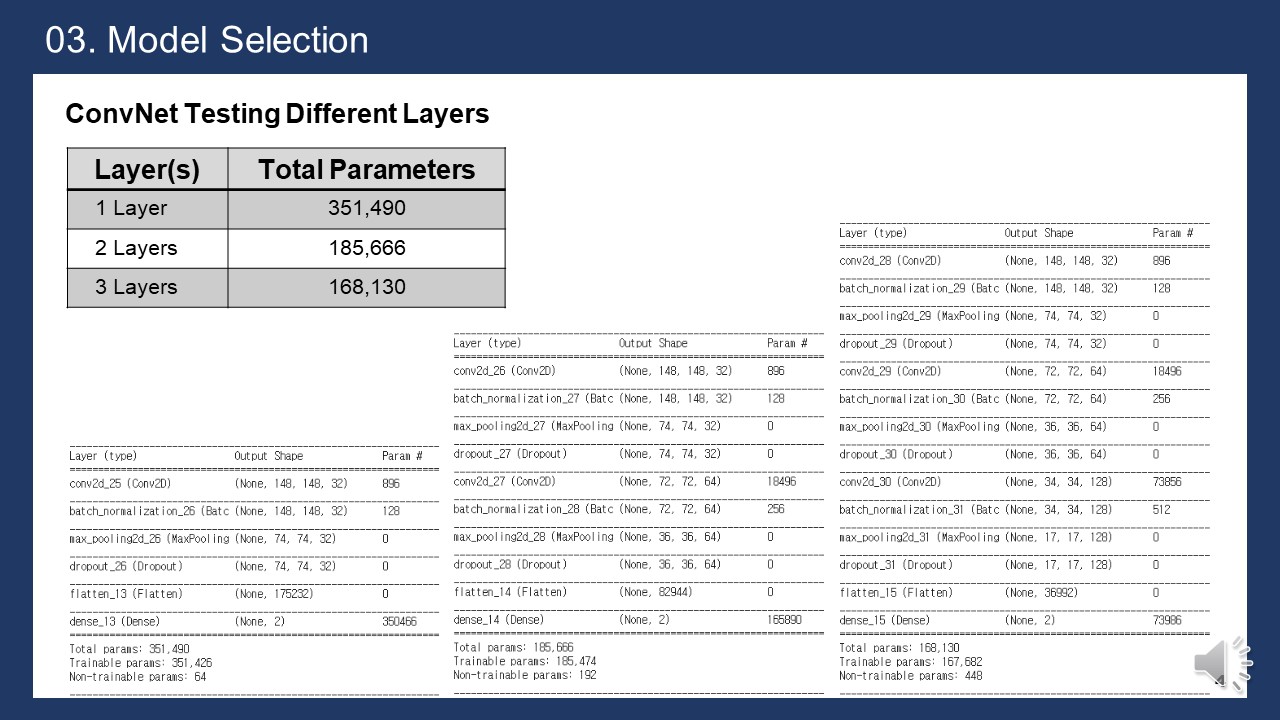 03. Model Selection
ConvNet Testing Different Layers
Layer(s) Total Parameters
1 Layer 351,490
2 Layers 185,666
3 Layers 168,130
Layer (type) Output Shape Param #
conv2d_25 (Conv2D) (None, 148, 148, 32) 896
batch_normalization_26 (Batc (None, 148, 148, 32) 128
max_pooling2d_26 (MaxPooling (None, 74, 74, 32) 0
dropout_26 (Dropout) (None, 74, 74, 32) 0
flatten_13 (Flatten) (None, 175232) 0
dense_13 (Dense) (None, 2) 350466
Total params: 351,490
Trainable params: 351,426
Non-trainable params: 64
Layer (type) Output Shape Param #
conv2d_26 (Conv2D) (None, 148, 148, 32) 896
batch_normalization_27 (Batc (None, 148, 148, 32) 128
max_pooling2d_27 (MaxPooling (None, 74, 74, 32) 0
dropout_27 (Dropout) (None, 74, 74, 32) 0
conv2d_27 (Conv2D) (None, 72, 72, 64) 18496
batch_normalization_28 (Batc (None, 72, 72, 64) 256
max_pooling2d_28 (MaxPooling (None, 36, 36, 64) 0
dropout_28 (Dropout) (None, 36, 36, 64) 0
flatten_14 (Flatten) (None, 82944) 0
dense_14 (Dense) (None, 2) 165890
Total params: 185,666
Trainable params: 185,474
Non-trainable params: 192
Layer (type) Output Shape Param #
conv2d_28 (Conv2D) (None, 148, 148, 32) 896
batch_normalization_29 (Batc (None, 148, 148, 32) 128
max_pooling2d_29 (MaxPooling (None, 74, 74, 32) 0
dropout_29 (Dropout) (None, 74, 74, 32) 0
conv2d_29 (Conv2D) (None, 72, 72, 64) 18496
batch_normalization_30 (Batc (None, 72, 72, 64) 256
max_pooling2d_30 (MaxPooling (None, 36, 36, 64) 0
dropout_30 (Dropout) (None, 36, 36, 64) 0
conv2d_30 (Conv2D) (None, 34, 34, 128) 73856
batch_normalization_31 (Batc (None, 34, 34, 128) 512
max_pooling2d_31 (MaxPooling (None, 17, 17, 128) 0
dropout_31 (Dropout) (None, 17, 17, 128) 0
flatten_15 (Flatten) (None, 36992) 0
dense_15 (Dense) (None, 2) 73986
Total params: 168,130
Trainable params: 167,682
Non-trainable params: 448